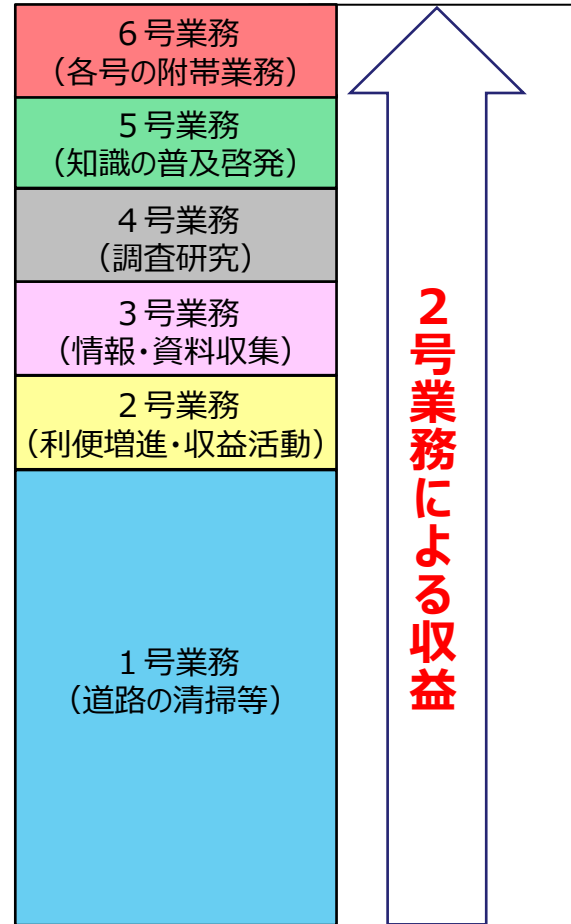 ６号業務
（各号の附帯業務）
５号業務
（知識の普及啓発）
４号業務
（調査研究）
３号業務
（情報・資料収集）
２号業務
（利便増進・収益活動）
１号業務
（道路の清掃等）
２号業務による収益